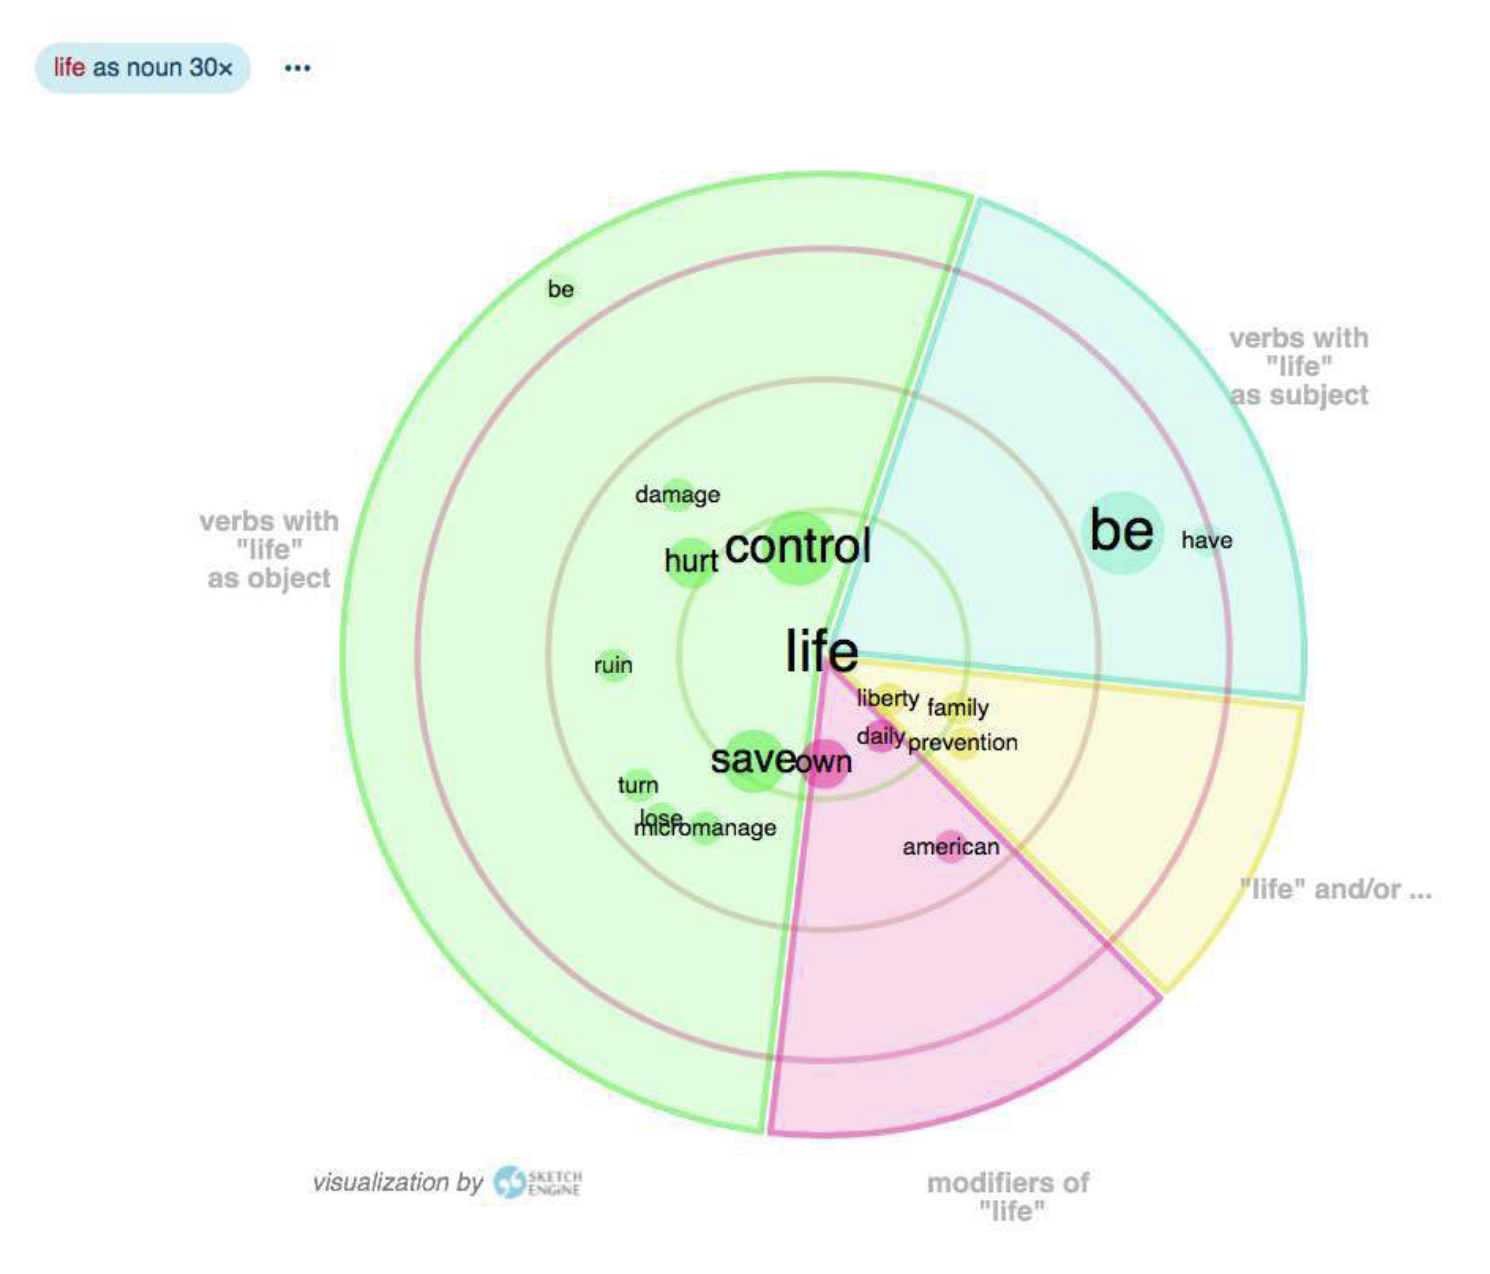 life as noun 30×
...
be
verbs with
"life"
as subject
damage
control
hurt
be
have
verbs with
"life"
as object
life
ruin
liberty
family
daily
prevention
save
own
turn
lose
micromanage
american
"life" and/or ...
visualization by SKETCH
ENGINE
modifiers of
"life"